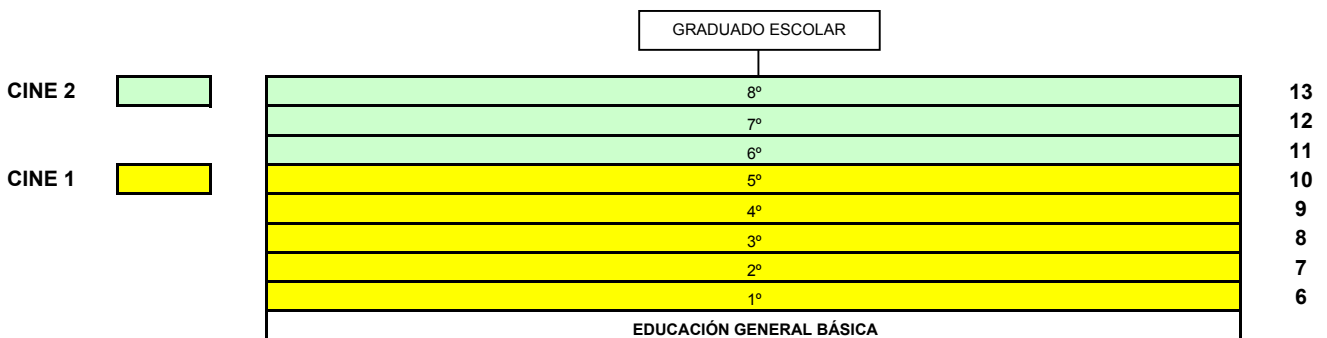 GRADUADO ESCOLAR
CINE 2 8º 13
7º 12
6º 11
CINE 1 5º 10
4º 9
3º 8
2º 7
1º 6
EDUCACIÓN GENERAL BÁSICA